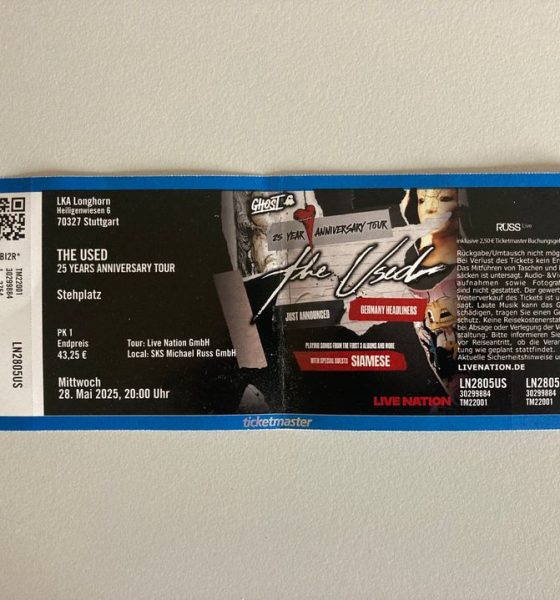 LKA Longhorn
Heiligenwiesen 6
70327 Stuttgart
THE USED
25 YEARS ANNIVERSARY TOUR
Stehplatz
PK 1
Endpreis
43,25 €
Tour: Live Nation GmbH
Local: SKS Michael Russ GmbH
Mittwoch
28. Mai 2025, 20:00 Uhr
TM22001
30299884
LN2805US
GHOST
25 YEAR ANNIVERSARY TOUR
the Used
JUST ANNOUNCED
GERMANY HEADLINERS
PLAYING SONGS FROM THE FIRST 3 ALBUMS AND MORE
WITH SPECIAL GUESTS SIAMESE
LIVE NATION
ticketmaster
RUSS Live
inklusive 2,50 € Ticketmaster Buchungsge
Rückgabe/Umtausch nicht mög
Bei Verlust des Tickets kein Er
Das Mitführen von Taschen und
säcken ist untersagt. Audio- &Vi
aufnahmen sowie Fotograf
sind nicht gestattet. Der gewert
Weiterverkauf des Tickets ist u
sagt. Laute Musik kann das G
schädigen, tragen Sie einen Ge
schutz. Keine Reisekostenerstat
bei Absage oder Verlegung der V
taltung. Bitte informieren Sie
vor Reiseantritt, ob die Veran
tung wie geplant stattfindet.
Aktuelle Sicherheitshinweise u
LIVENATION.DE
LN2805US
30299884
TM22001
LN2805
30299884
TM22001